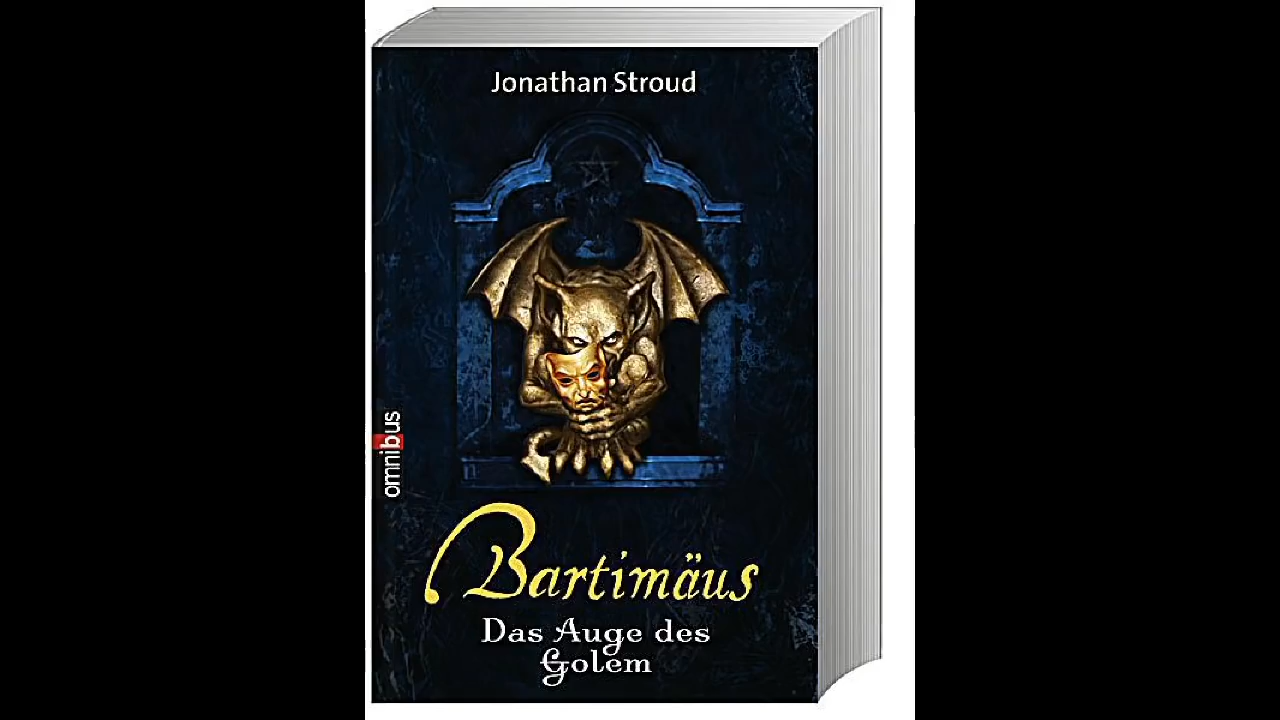 Jonathan Stroud
omnibus
Bartimäus
Das Auge des
Golem